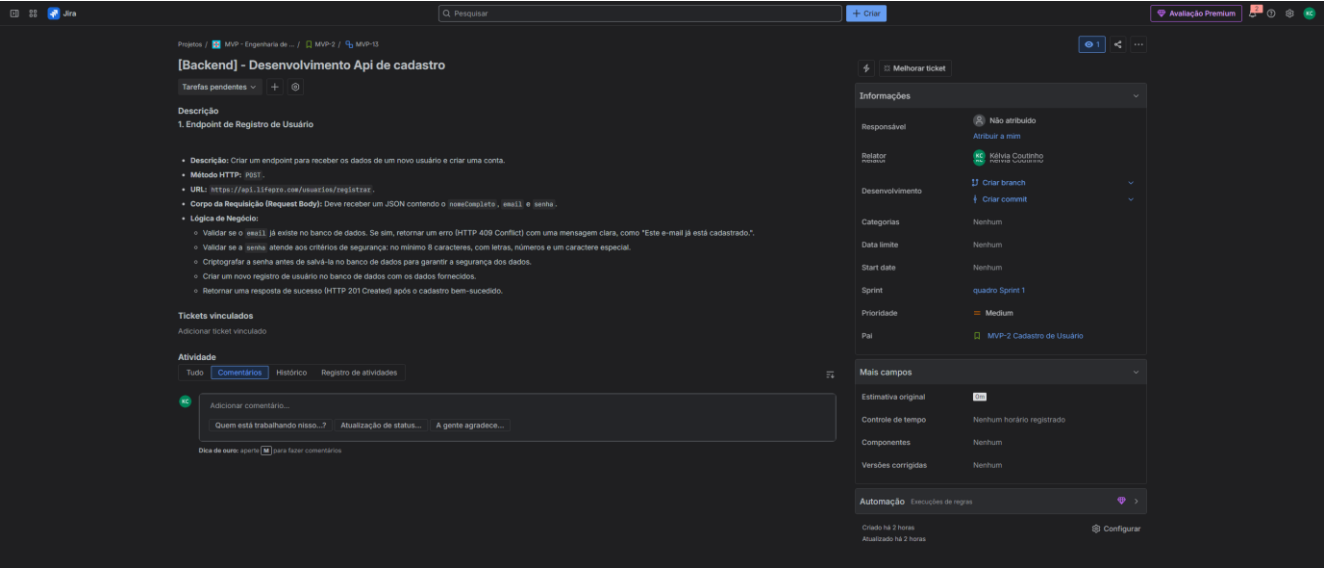 Jira
Pesquisar
+ Criar
Avaliação Premium
2
KC
Projetos / MVP - Engenharia de ... / MVP-2 / MVP-13
1
[Backend] - Desenvolvimento Api de cadastro
Melhorar ticket
Tarefas pendentes
Descrição
1. Endpoint de Registro de Usuário
• Descrição: Criar um endpoint para receber os dados de um novo usuário e criar uma conta.
• Método HTTP: POST.
• URL: https://api.lifepro.com/usuarios/registrar.
• Corpo da Requisição (Request Body): Deve receber um JSON contendo o nomeCompleto, email e senha.
• Lógica de Negócio:
Validar se o email já existe no banco de dados. Se sim, retornar um erro (HTTP 409 Conflict) com uma mensagem clara, como "Este e-mail já está cadastrado.".
Validar se a senha atende aos critérios de segurança: no mínimo 8 caracteres, com letras, números e um caractere especial.
Criptografar a senha antes de salvá-la no banco de dados para garantir a segurança dos dados.
Criar um novo registro de usuário no banco de dados com os dados fornecidos.
Retornar uma resposta de sucesso (HTTP 201 Created) após o cadastro bem-sucedido.
Tickets vinculados
Adicionar ticket vinculado
Atividade
Tudo Comentários Histórico Registro de atividades
KC
Adicionar comentário...
Quem está trabalhando nisso...? Atualização de status... A gente agradece...
Dica de ouro: aperte M para fazer comentários
Informações
Responsável Não atribuído
Atribuir a mim
Relator KC Kélvia Coutinho
Desenvolvimento Criar branch
Criar commit
Categorias Nenhum
Data limite Nenhum
Start date Nenhum
Sprint quadro Sprint 1
Prioridade Medium
Pai MVP-2 Cadastro de Usuário
Mais campos
Estimativa original 0m
Controle de tempo Nenhum horário registrado
Componentes Nenhum
Versões corrigidas Nenhum
Automação Execuções de regras
Criado há 2 horas
Atualizado há 2 horas
Configurar